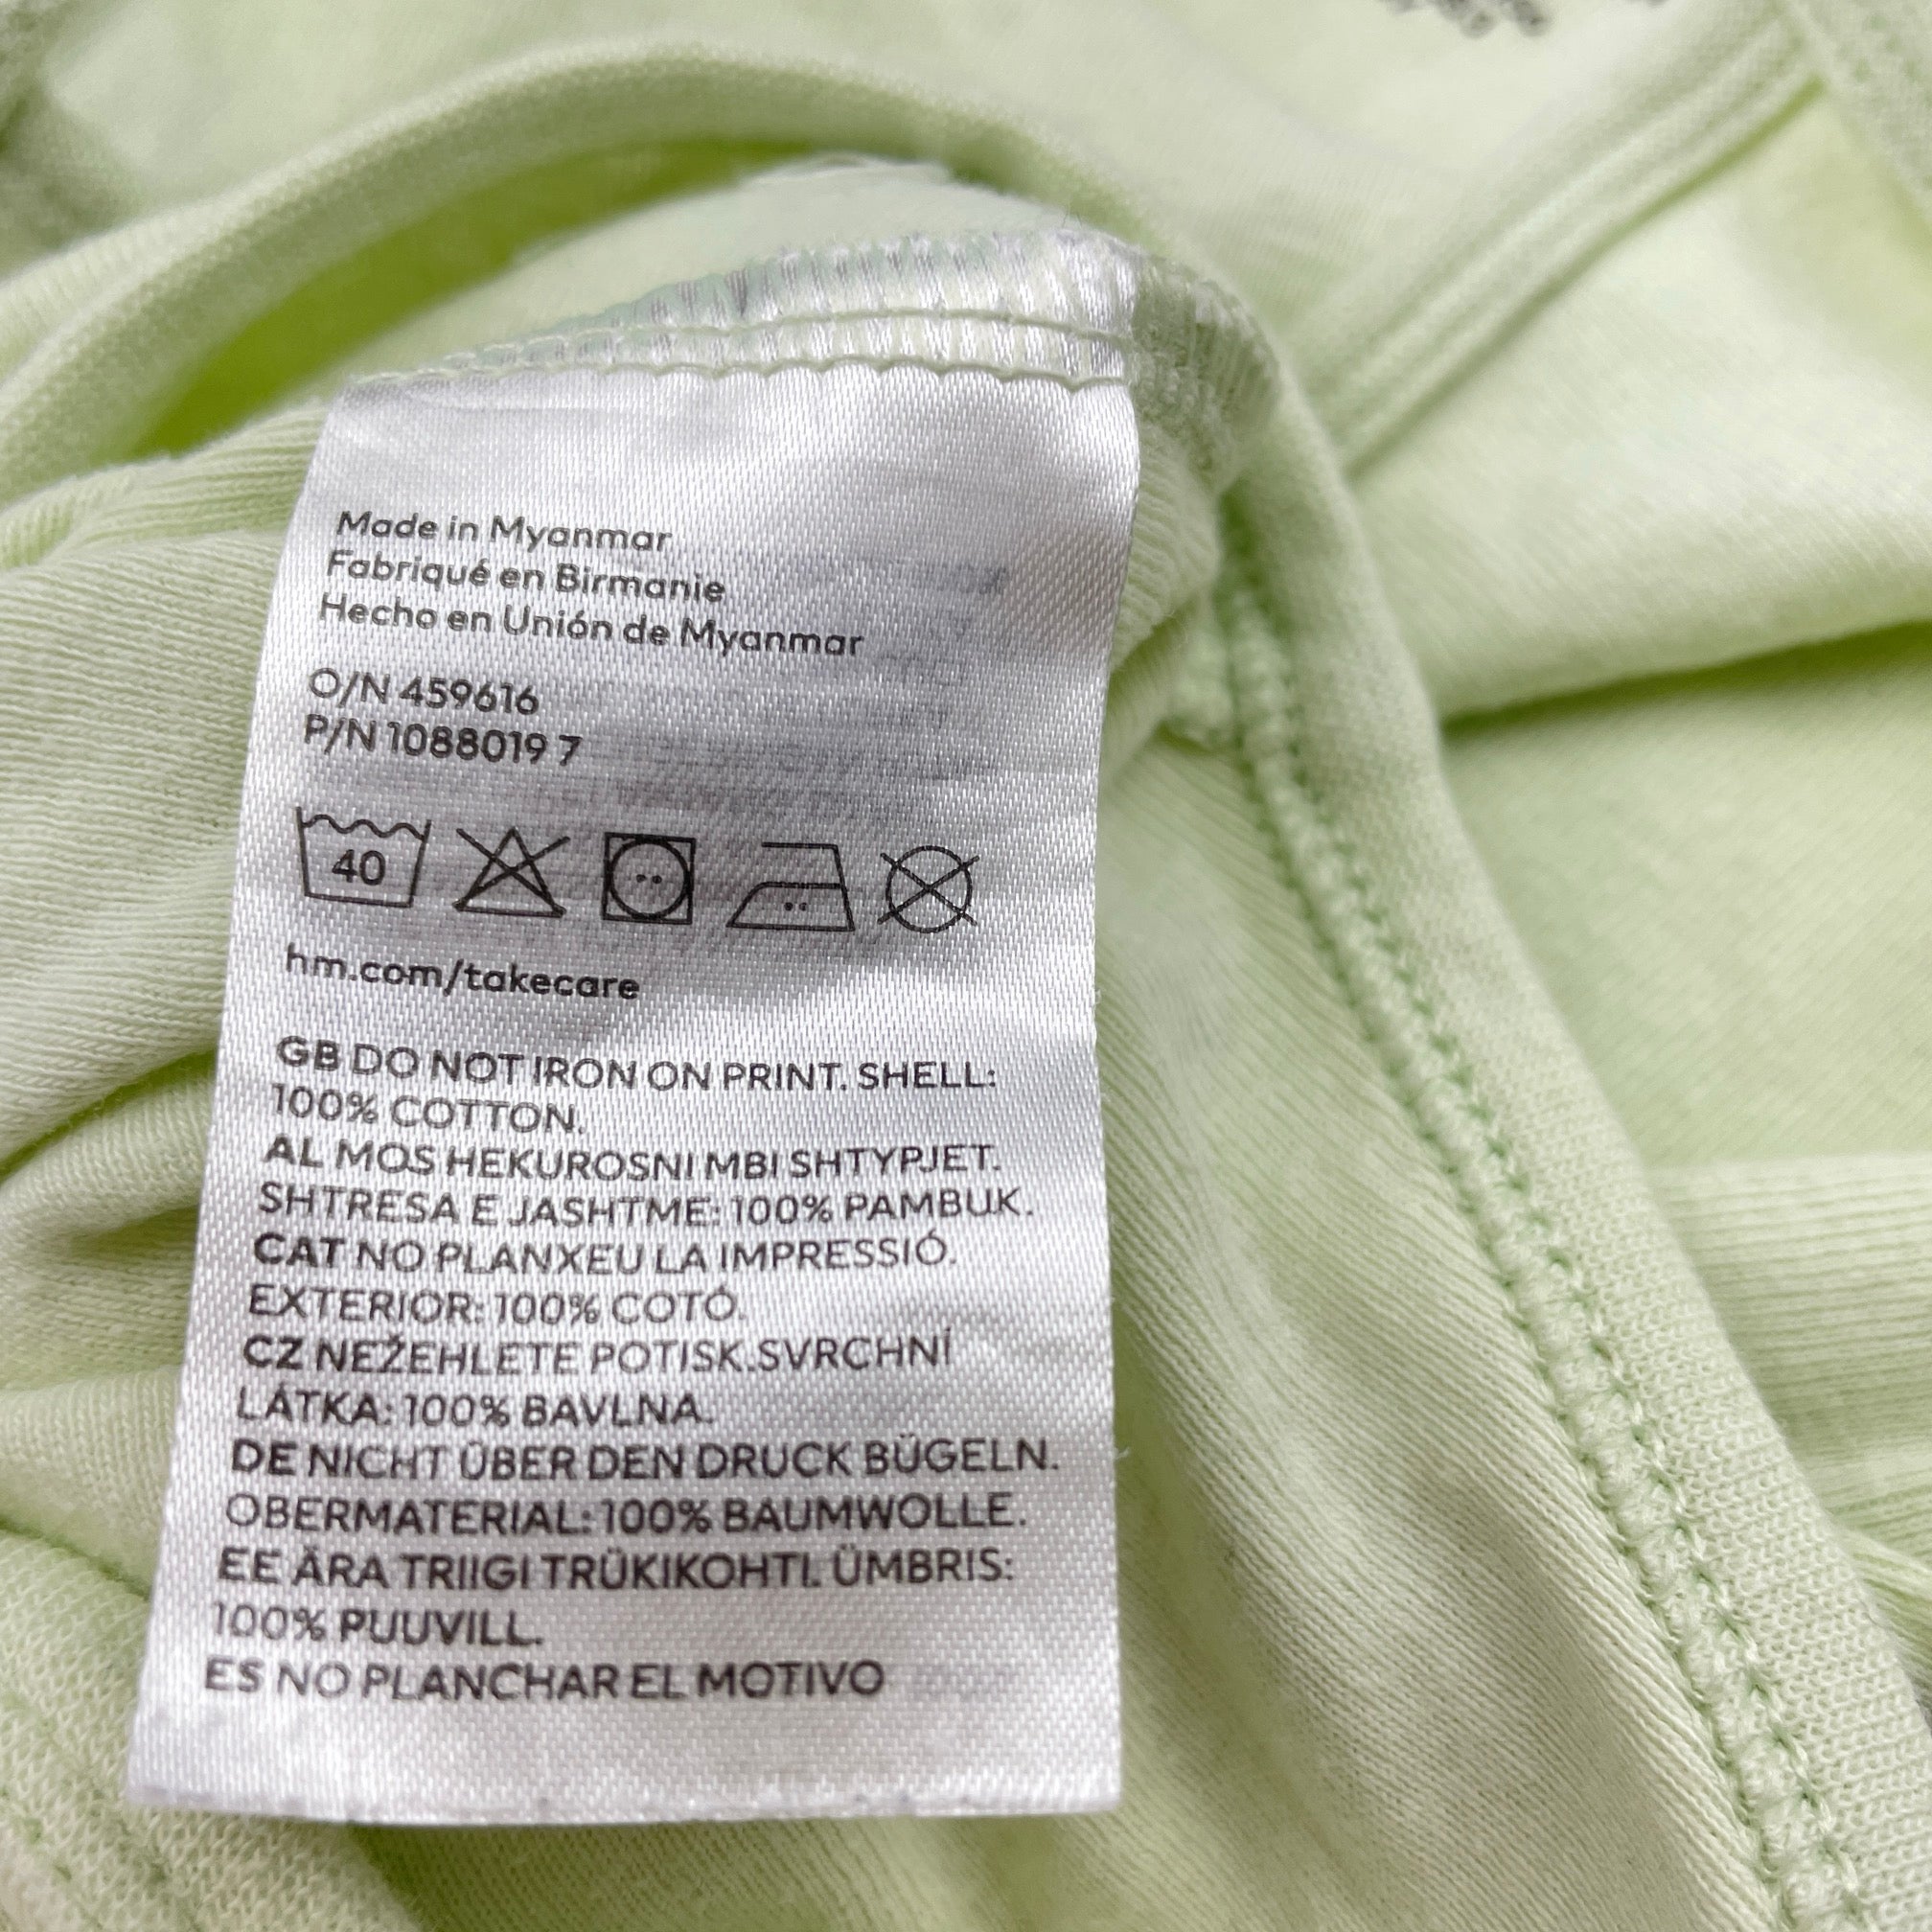 Made in Myanmar
Fabriqué en Birmanie
Hecho en Unión de Myanmar
O/N 459616
P/N 1088019 7
40
hm.com/takecare
GB DO NOT IRON ON PRINT. SHELL:
100% COTTON.
AL MOS HEKUROSNI MBI SHTYPJET.
SHTRESA E JASHTME: 100% PAMBUK.
CAT NO PLANXEU LA IMPRESSIÓ.
EXTERIOR: 100% COTÓ.
CZ NEŽEHLETE POTISK.SVRCHNÍ
LÁTKA: 100% BAVLNA.
DE NICHT ÜBER DEN DRUCK BÜGELN.
OBERMATERIAL: 100% BAUMWOLLE.
EE ÄRA TRIIGI TRÜKIKOHTI. ÜMBRIS:
100% PUUVILL.
ES NO PLANCHAR EL MOTIVO